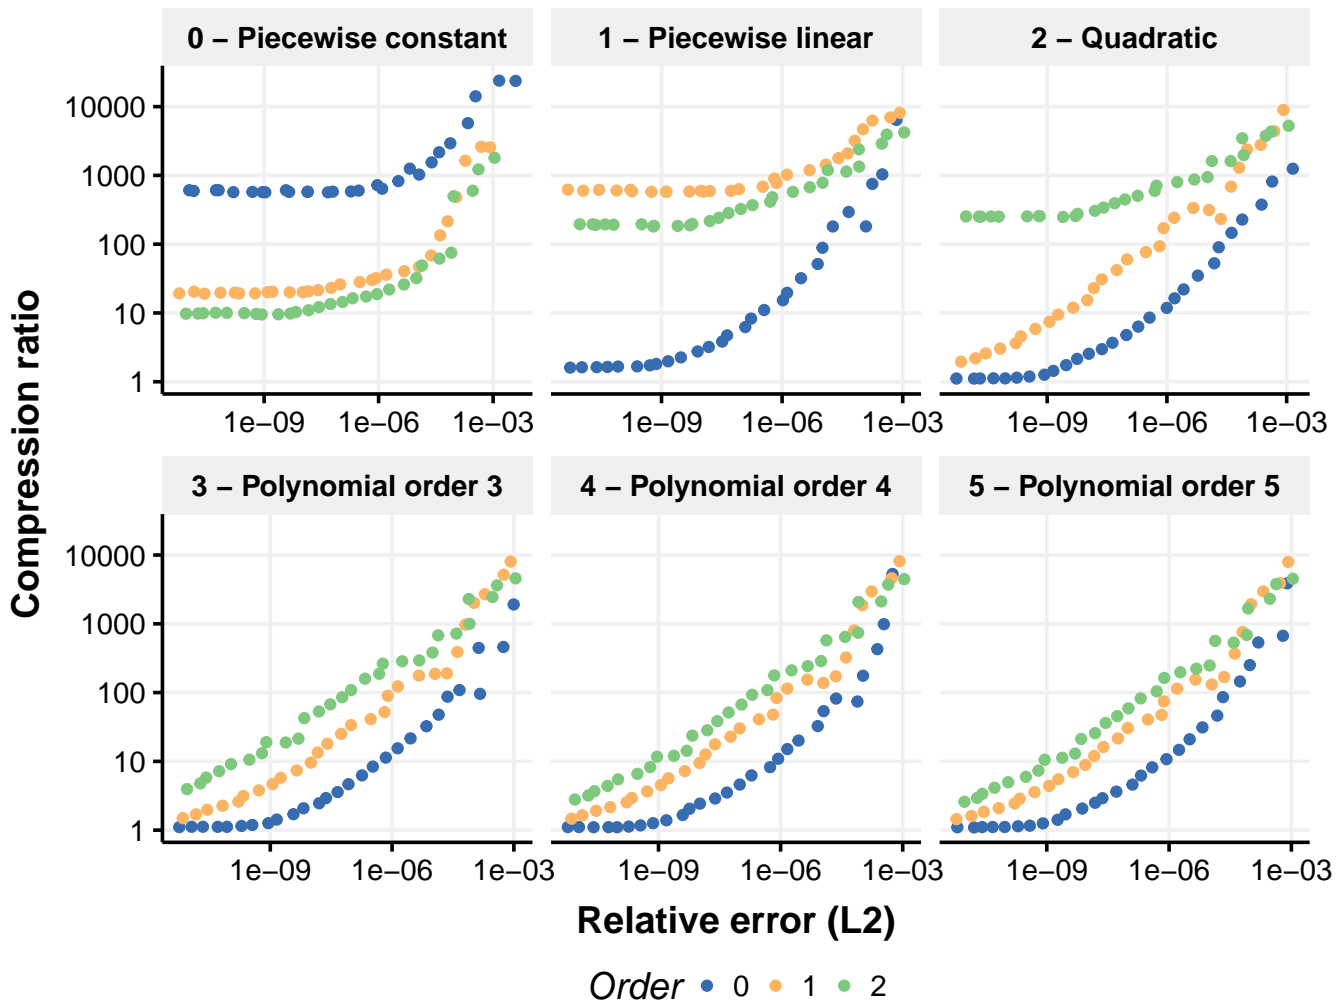 0 – Piecewise constant
1 – Piecewise linear
2 – Quadratic
10000
1000
100
10
1
1e−09
1e−06
1e−03
1e−09
1e−06
1e−03
1e−09
1e−06
1e−03
Compression ratio
3 – Polynomial order 3
4 – Polynomial order 4
5 – Polynomial order 5
10000
1000
100
10
1
1e−09
1e−06
1e−03
1e−09
1e−06
1e−03
1e−09
1e−06
1e−03
Relative error (L2)
Order 0 1 2